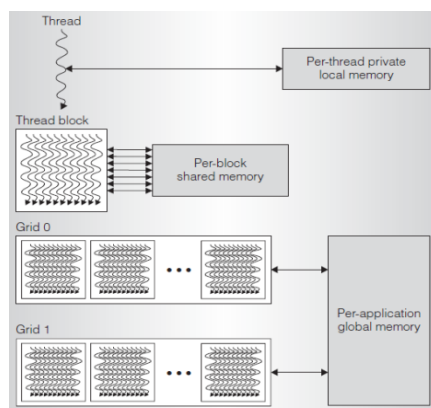 Thread
Per-thread private
local memory
Thread block
Per-block
shared memory
Grid 0
Per-application
global memory
Grid 1